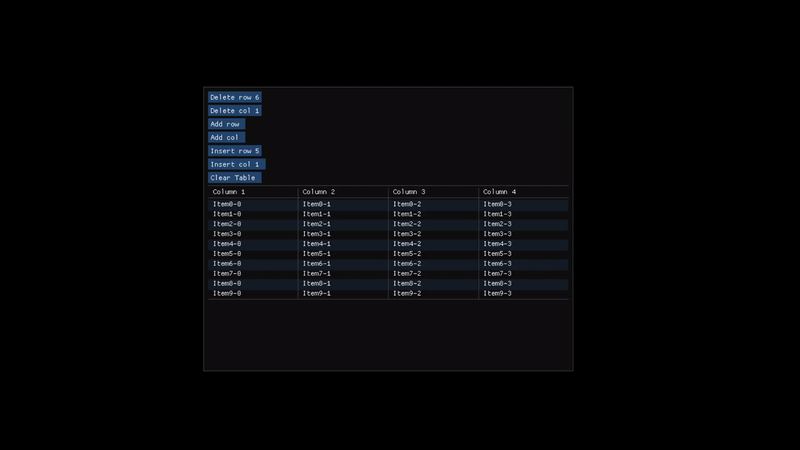 Delete row 6
Delete col 1
Add row
Add col
Insert row 5
Insert col 1
Clear Table
Column 1 Column 2 Column 3 Column 4
Item0-0 Item0-1 Item0-2 Item0-3
Item1-0 Item1-1 Item1-2 Item1-3
Item2-0 Item2-1 Item2-2 Item2-3
Item3-0 Item3-1 Item3-2 Item3-3
Item4-0 Item4-1 Item4-2 Item4-3
Item5-0 Item5-1 Item5-2 Item5-3
Item6-0 Item6-1 Item6-2 Item6-3
Item7-0 Item7-1 Item7-2 Item7-3
Item8-0 Item8-1 Item8-2 Item8-3
Item9-0 Item9-1 Item9-2 Item9-3